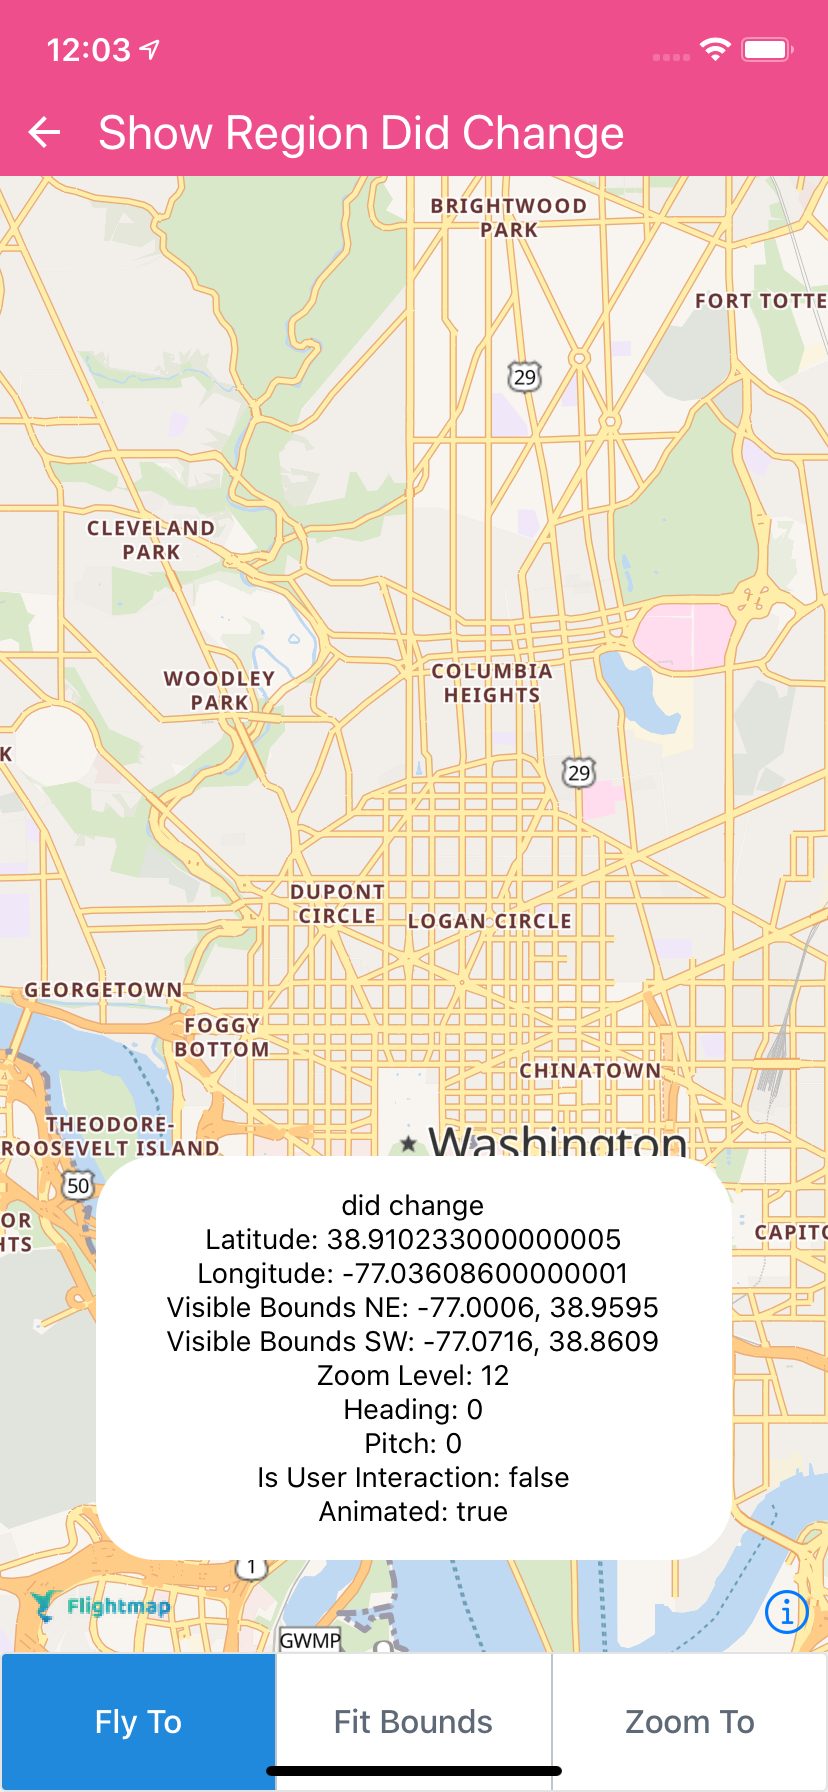 12:03
Show Region Did Change
BRIGHTWOOD
PARK
FORT TOTTE
29
CLEVELAND
PARK
WOODLEY
PARK
COLUMBIA
HEIGHTS
K
29
DUPONT
CIRCLE
LOGAN CIRCLE
GEORGETOWN
FOGGY
BOTTOM
CHINATOWN
THEODORE-
ROOSEVELT ISLAND
Washington
50
OR
HTS
CAPITO
did change
Latitude: 38.910233000000005
Longitude: -77.03608600000001
Visible Bounds NE: -77.0006, 38.9595
Visible Bounds SW: -77.0716, 38.8609
Zoom Level: 12
Heading: 0
Pitch: 0
Is User Interaction: false
Animated: true
1
Flightmap
GWMP
i
Fly To
Fit Bounds
Zoom To